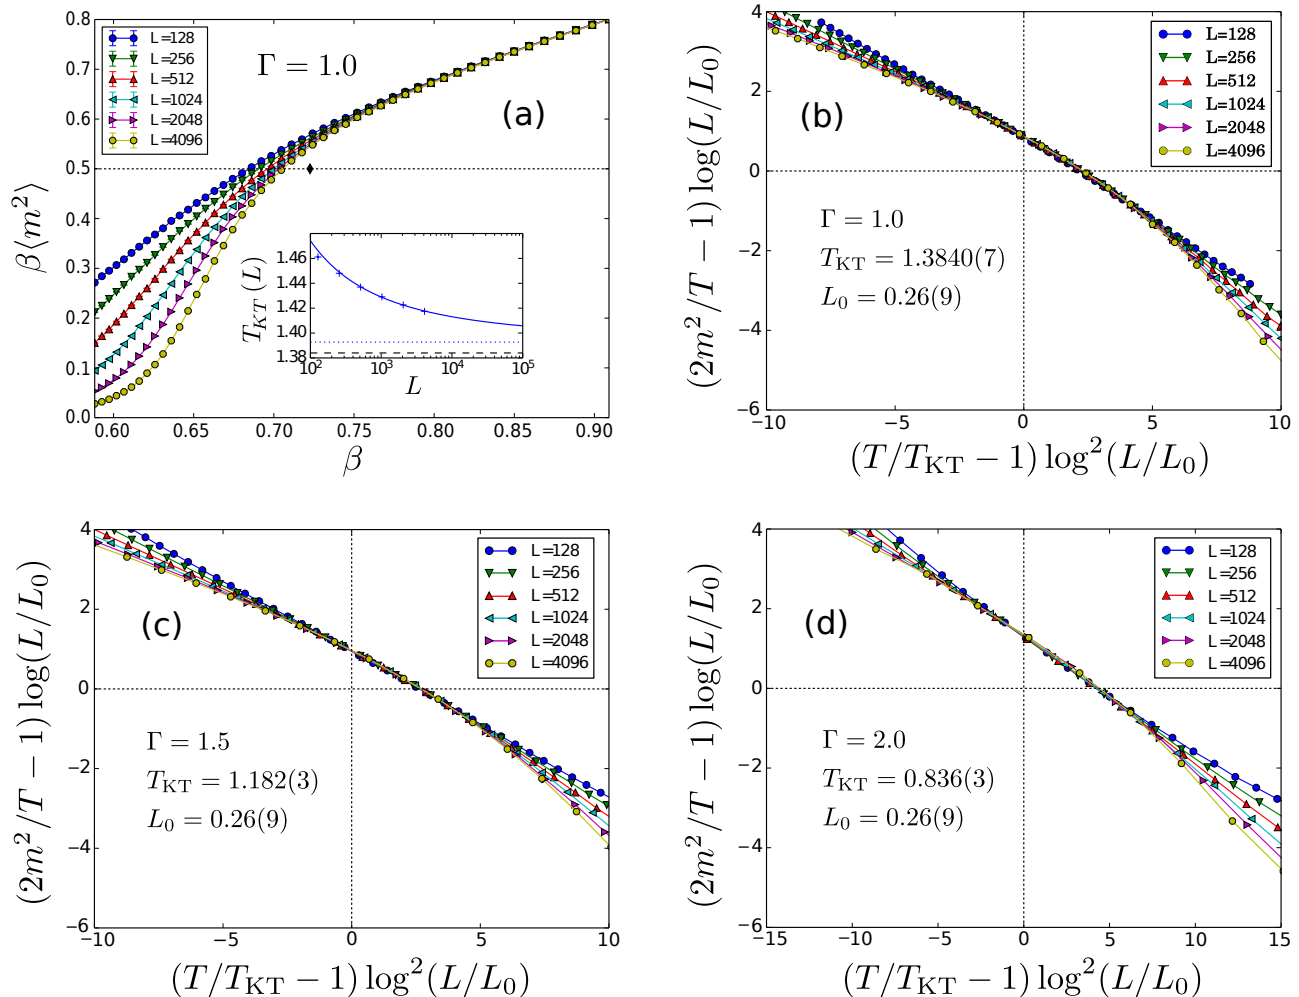 0.8
0.7
0.6
0.5
0.4
0.3
0.2
0.1
0.0
β⟨m²⟩
L=128
L=256
L=512
L=1024
L=2048
L=4096
Γ = 1.0
(a)
1.46
1.44
1.42
1.40
1.38
T_KT(L)
10² 10³ 10⁴ 10⁵
L
0.60 0.65 0.70 0.75 0.80 0.85 0.90
β
4
2
0
−2
−4
−6
(2m²/T − 1) log(L/L₀)
L=128
L=256
L=512
L=1024
L=2048
L=4096
(b)
Γ = 1.0
T_KT = 1.3840(7)
L₀ = 0.26(9)
−10 −5 0 5 10
(T/T_KT − 1) log²(L/L₀)
4
2
0
−2
−4
−6
(2m²/T − 1) log(L/L₀)
L=128
L=256
L=512
L=1024
L=2048
L=4096
(c)
Γ = 1.5
T_KT = 1.182(3)
L₀ = 0.26(9)
−10 −5 0 5 10
(T/T_KT − 1) log²(L/L₀)
4
2
0
−2
−4
−6
(2m²/T − 1) log(L/L₀)
L=128
L=256
L=512
L=1024
L=2048
L=4096
(d)
Γ = 2.0
T_KT = 0.836(3)
L₀ = 0.26(9)
−15 −10 −5 0 5 10 15
(T/T_KT − 1) log²(L/L₀)